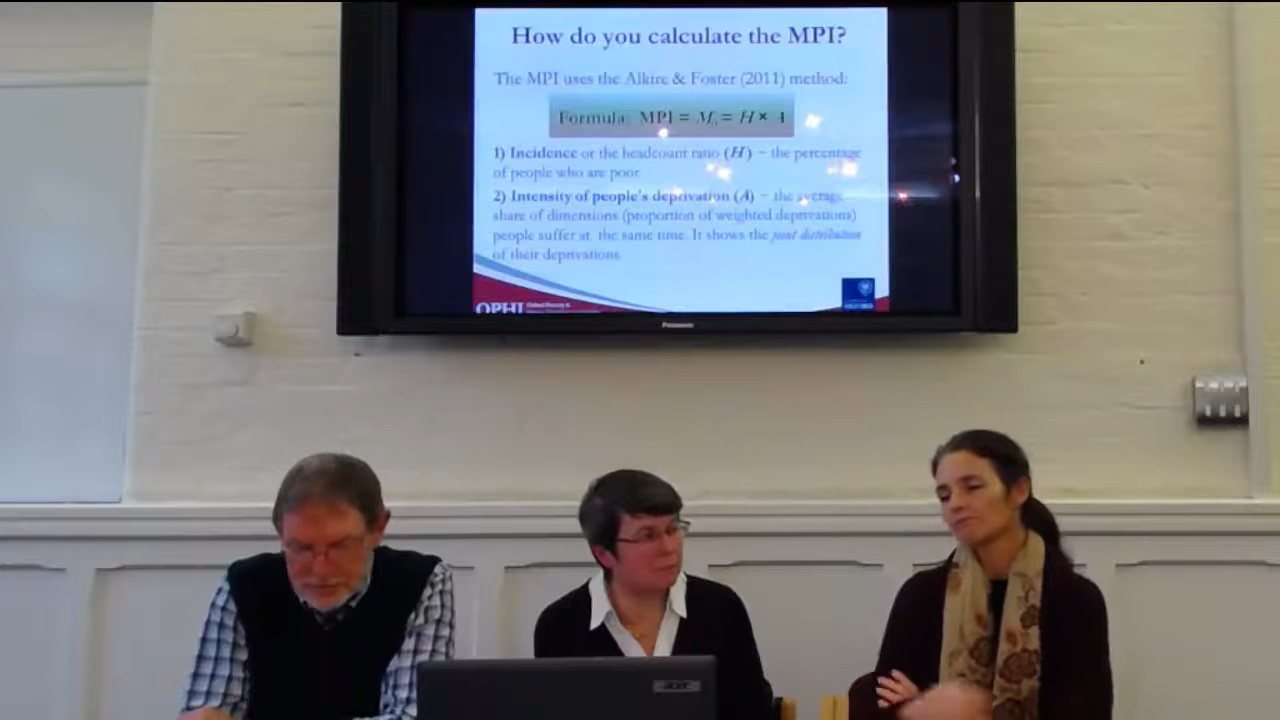 How do you calculate the MPI?
The MPI uses the Alkire & Foster (2011) method:
Formula: MPI = M₀ = H × A
1) Incidence or the headcount ratio (H) ~ the percentage
of people who are poor.
2) Intensity of people's deprivation (A) ~ the average
share of dimensions (proportion of weighted deprivations)
people suffer at the same time. It shows the joint distribution
of their deprivations.
OPHI
Panasonic
acer